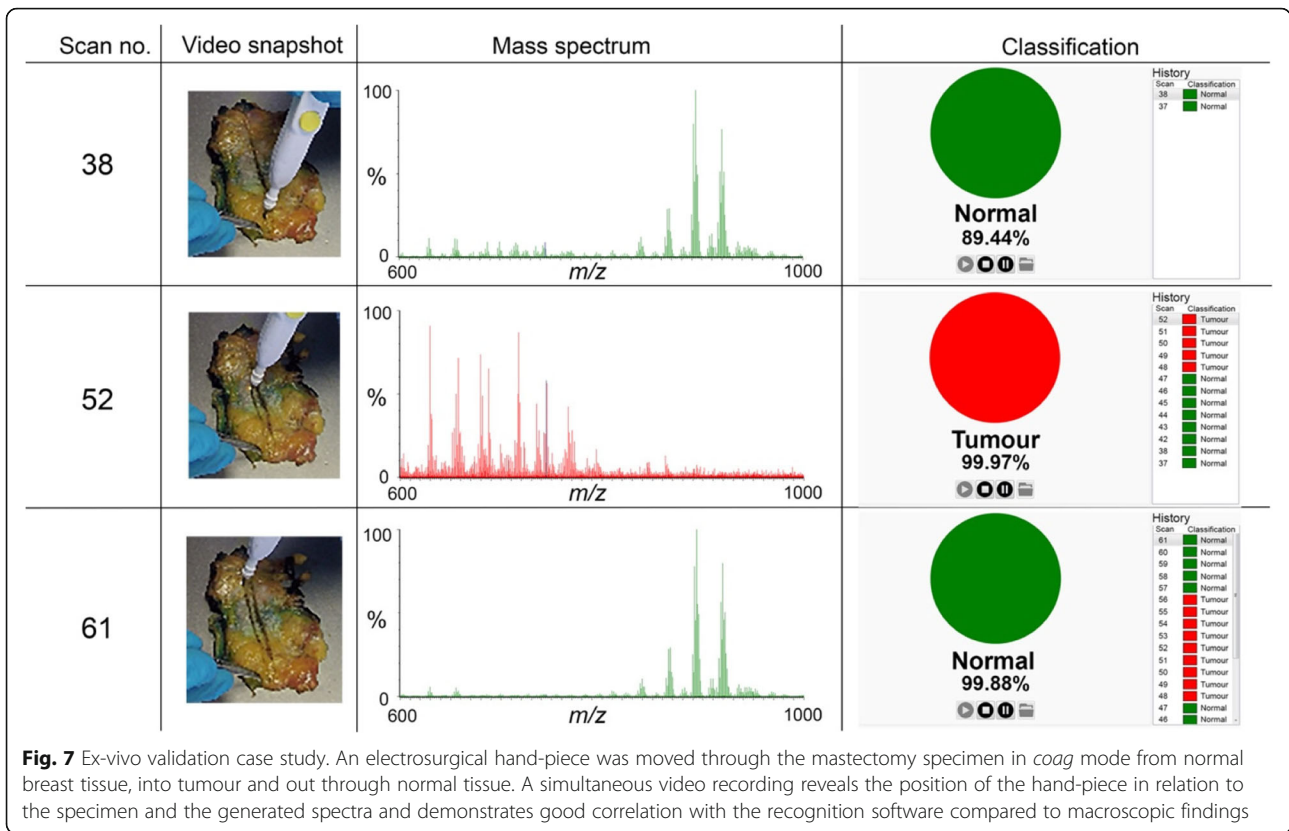 Scan no. Video snapshot Mass spectrum Classification
38
100
%
0
600 m/z 1000
Normal
89.44%
History
Scan Classification
38 Normal
37 Normal
52
100
%
0
600 m/z 1000
Tumour
99.97%
History
Scan Classification
52 Tumour
51 Tumour
50 Tumour
49 Tumour
48 Tumour
47 Normal
46 Normal
45 Normal
44 Normal
43 Normal
42 Normal
38 Normal
37 Normal
61
100
%
0
600 m/z 1000
Normal
99.88%
History
Scan Classification
61 Normal
60 Normal
59 Normal
58 Normal
57 Normal
56 Tumour
55 Tumour
54 Tumour
53 Tumour
52 Tumour
51 Tumour
50 Tumour
49 Tumour
48 Tumour
47 Normal
46 Normal
Fig. 7 Ex-vivo validation case study. An electrosurgical hand-piece was moved through the mastectomy specimen in coag mode from normal
breast tissue, into tumour and out through normal tissue. A simultaneous video recording reveals the position of the hand-piece in relation to
the specimen and the generated spectra and demonstrates good correlation with the recognition software compared to macroscopic findings